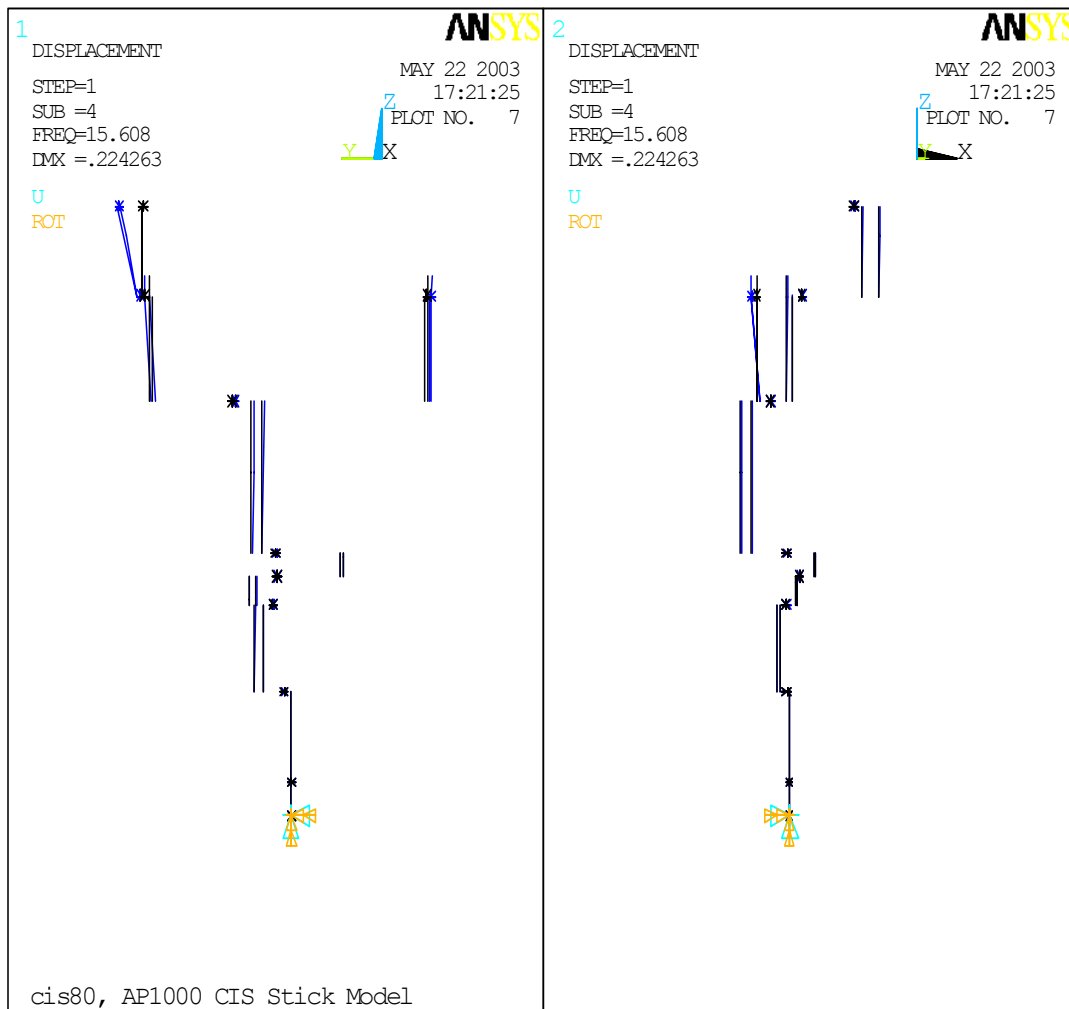 1
ANSYS
DISPLACEMENT
STEP=1
SUB =4
FREQ=15.608
DMX =.224263
U
ROT
MAY 22 2003
17:21:25
PLOT NO. 7
Z
Y
X
cis80, AP1000 CIS Stick Model
2
ANSYS
DISPLACEMENT
STEP=1
SUB =4
FREQ=15.608
DMX =.224263
U
ROT
MAY 22 2003
17:21:25
PLOT NO. 7
Z
Y
X